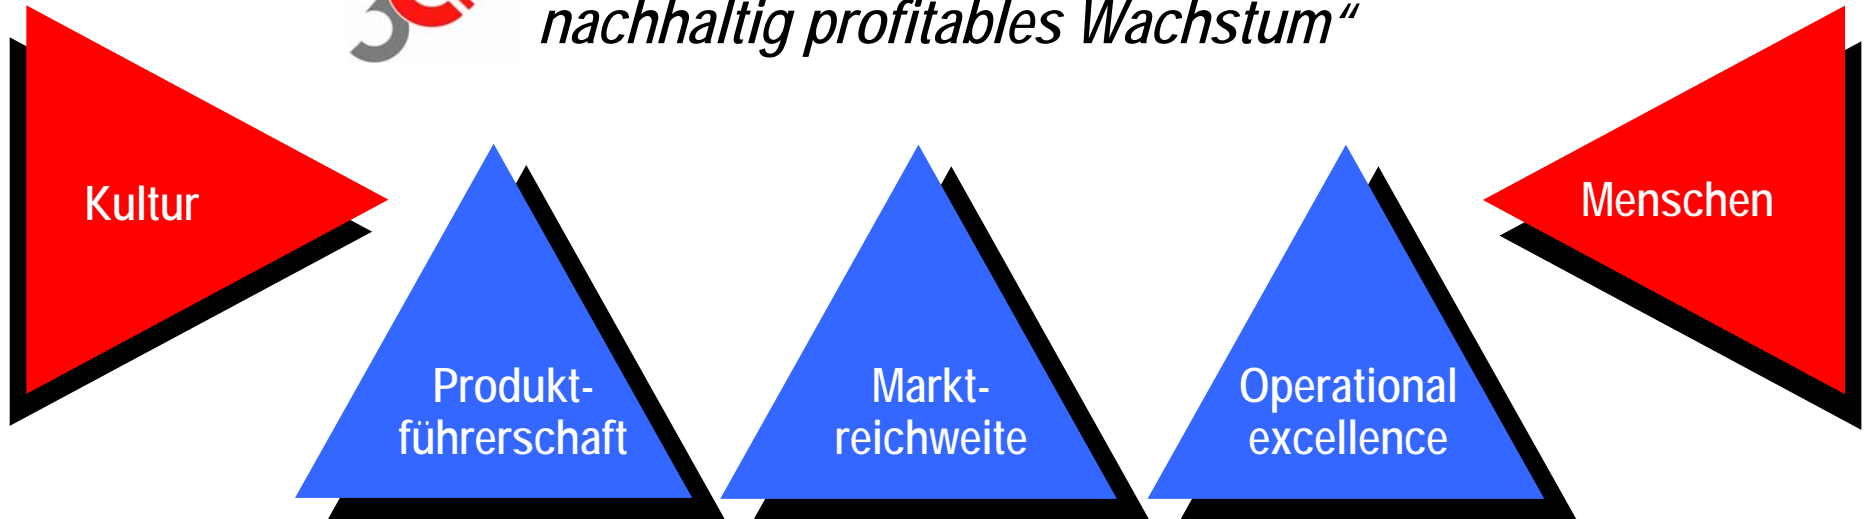 nachhaltig profitables Wachstum“
Kultur
Menschen
Produkt-
führerschaft
Markt-
reichweite
Operational
excellence